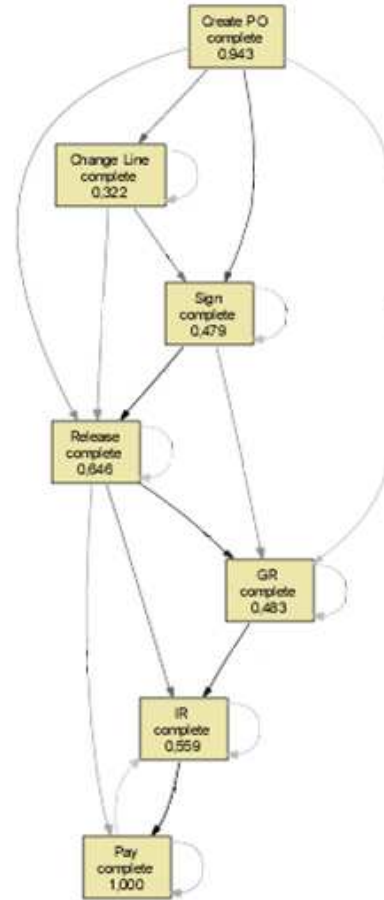 Create PO
complete
0,943
Change Line
complete
0,322
Sign
complete
0,479
Release
complete
0,646
GR
complete
0,483
IR
complete
0,559
Pay
complete
1,000